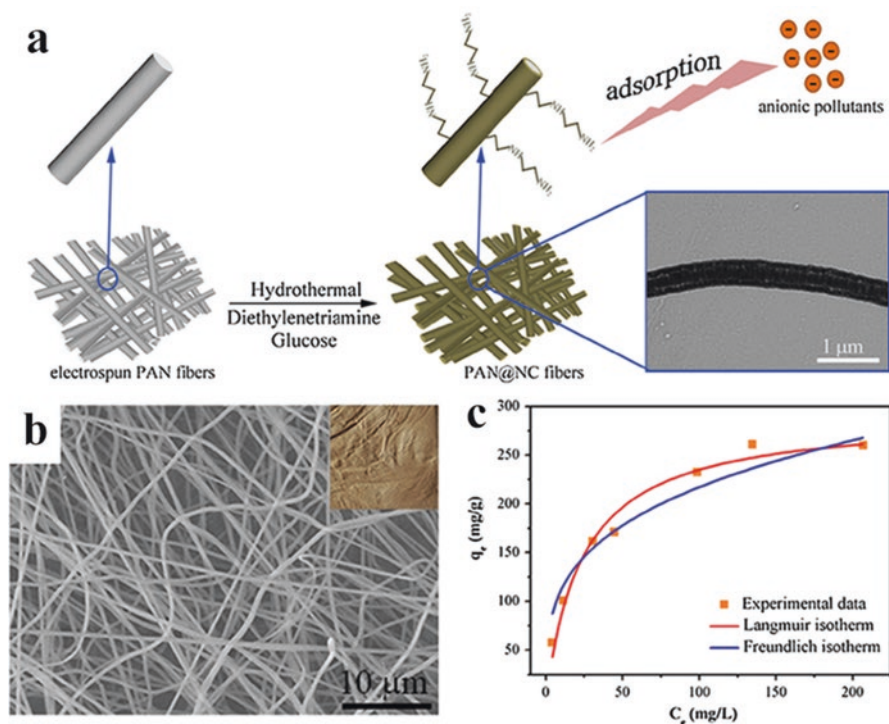 a
adsorption
anionic pollutants
Hydrothermal
Diethylenetriamine
Glucose
electrospun PAN fibers
PAN@NC fibers
1 μm
b
10 μm
c
300
250
200
150
100
50
qe (mg/g)
Experimental data
Langmuir isotherm
Freundlich isotherm
0 50 100 150 200
Ce (mg/L)